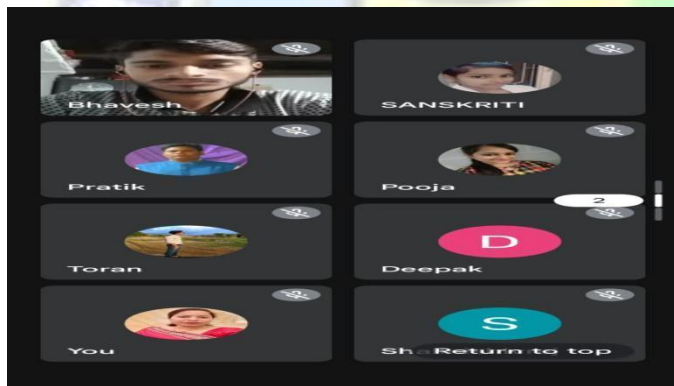 Bhavesh
SANSKRITI
Pratik
Pooja
2
Toran
D
Deepak
You
S
Return to top